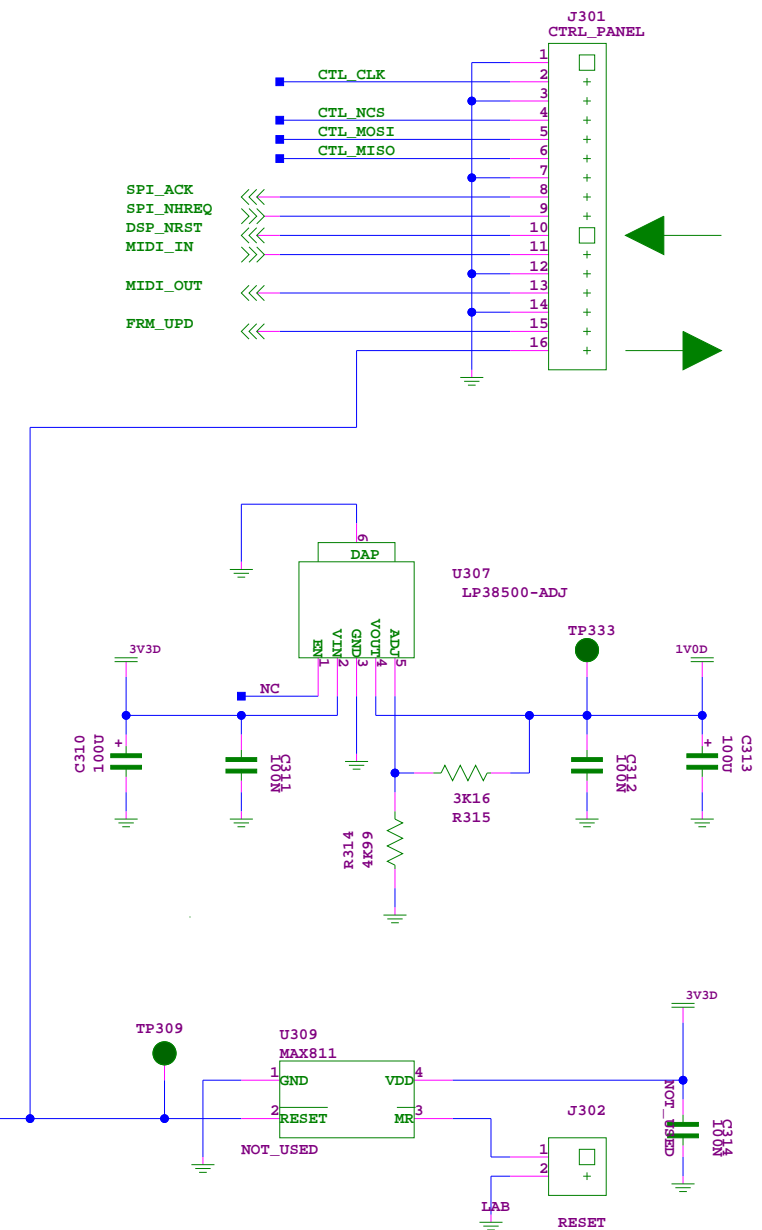 J301
CTRL_PANEL
1
CTL_CLK
2
3
CTL_NCS
4
CTL_MOSI
5
CTL_MISO
6
7
SPI_ACK
8
SPI_NHREQ
9
DSP_NRST
10
MIDI_IN
11
12
MIDI_OUT
13
14
FRM_UPD
15
16
6
DAP
U307
LP38500-ADJ
EN
VIN
GND
VOUT
ADJ
1
2
3
4
5
TP333
3V3D
1V0D
NC
C310
100U
+
C311
100N
C312
100N
+
C313
100U
3K16
R315
R314
4K99
3V3D
TP309
U309
MAX811
1
GND
VDD
4
2
RESET
MR
3
NOT_USED
J302
NOT_USED
C314
100N
1
2
LAB
RESET